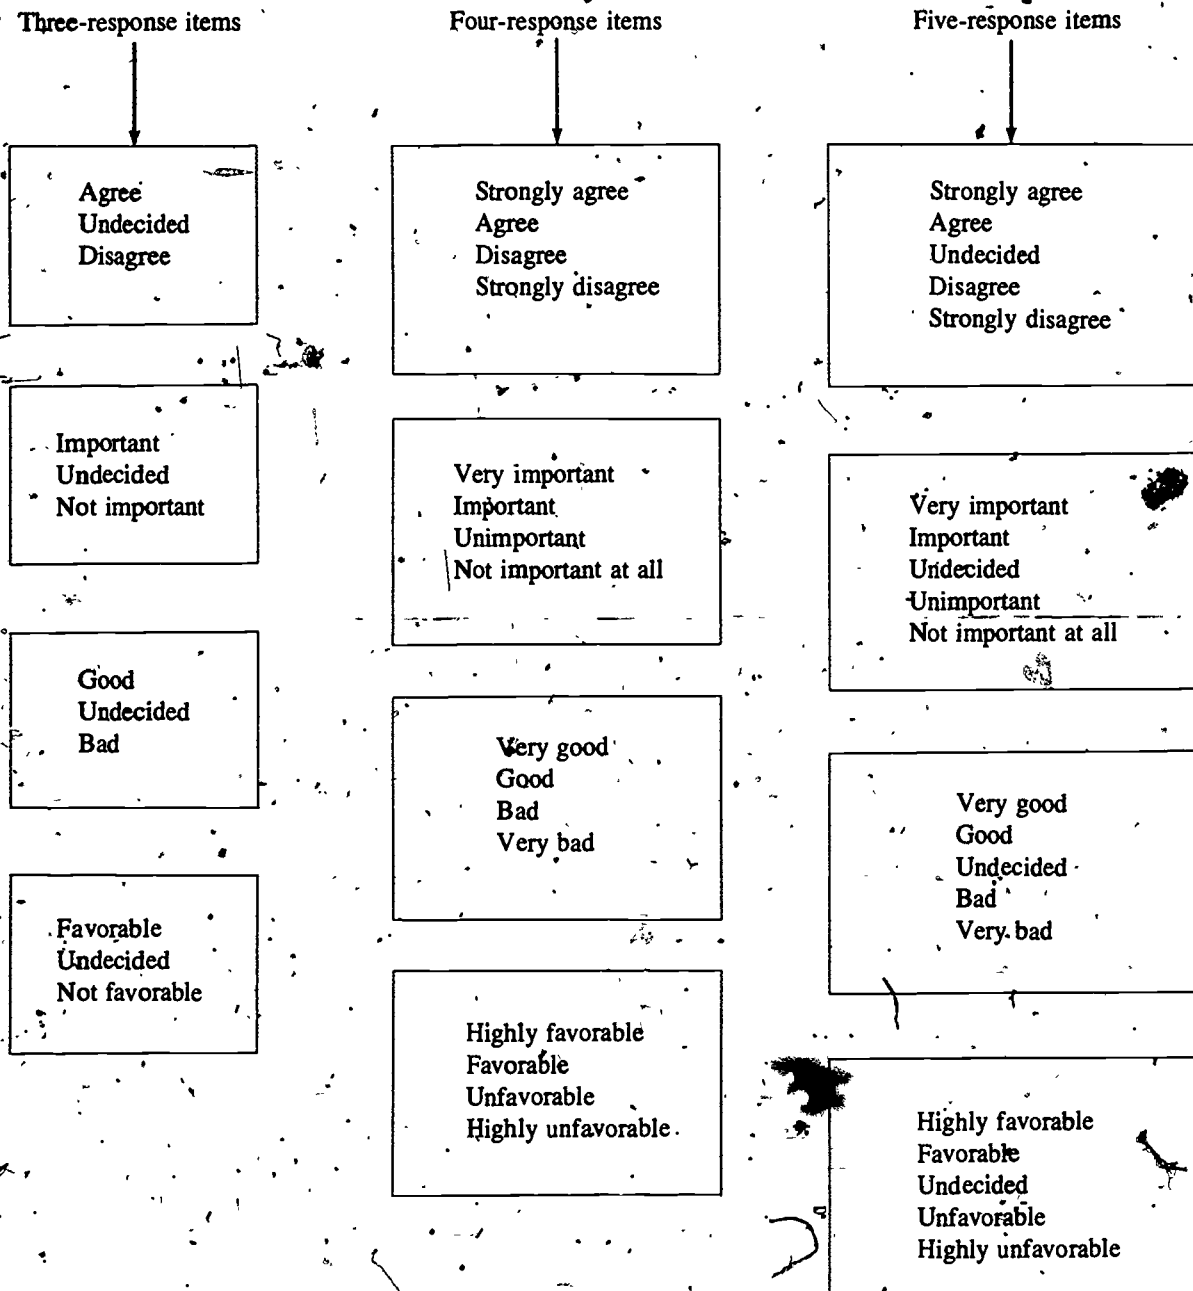 Three-response items
Agree
Undecided
Disagree
Important
Undecided
Not important
Good
Undecided
Bad
Favorable
Undecided
Not favorable
Four-response items
Strongly agree
Agree
Disagree
Strongly disagree
Very important
Important
Unimportant
Not important at all
Very good
Good
Bad
Very bad
Highly favorable
Favorable
Unfavorable
Highly unfavorable
Five-response items
Strongly agree
Agree
Undecided
Disagree
Strongly disagree
Very important
Important
Undecided
Unimportant
Not important at all
Very good
Good
Undecided
Bad
Very bad
Highly favorable
Favorable
Undecided
Unfavorable
Highly unfavorable